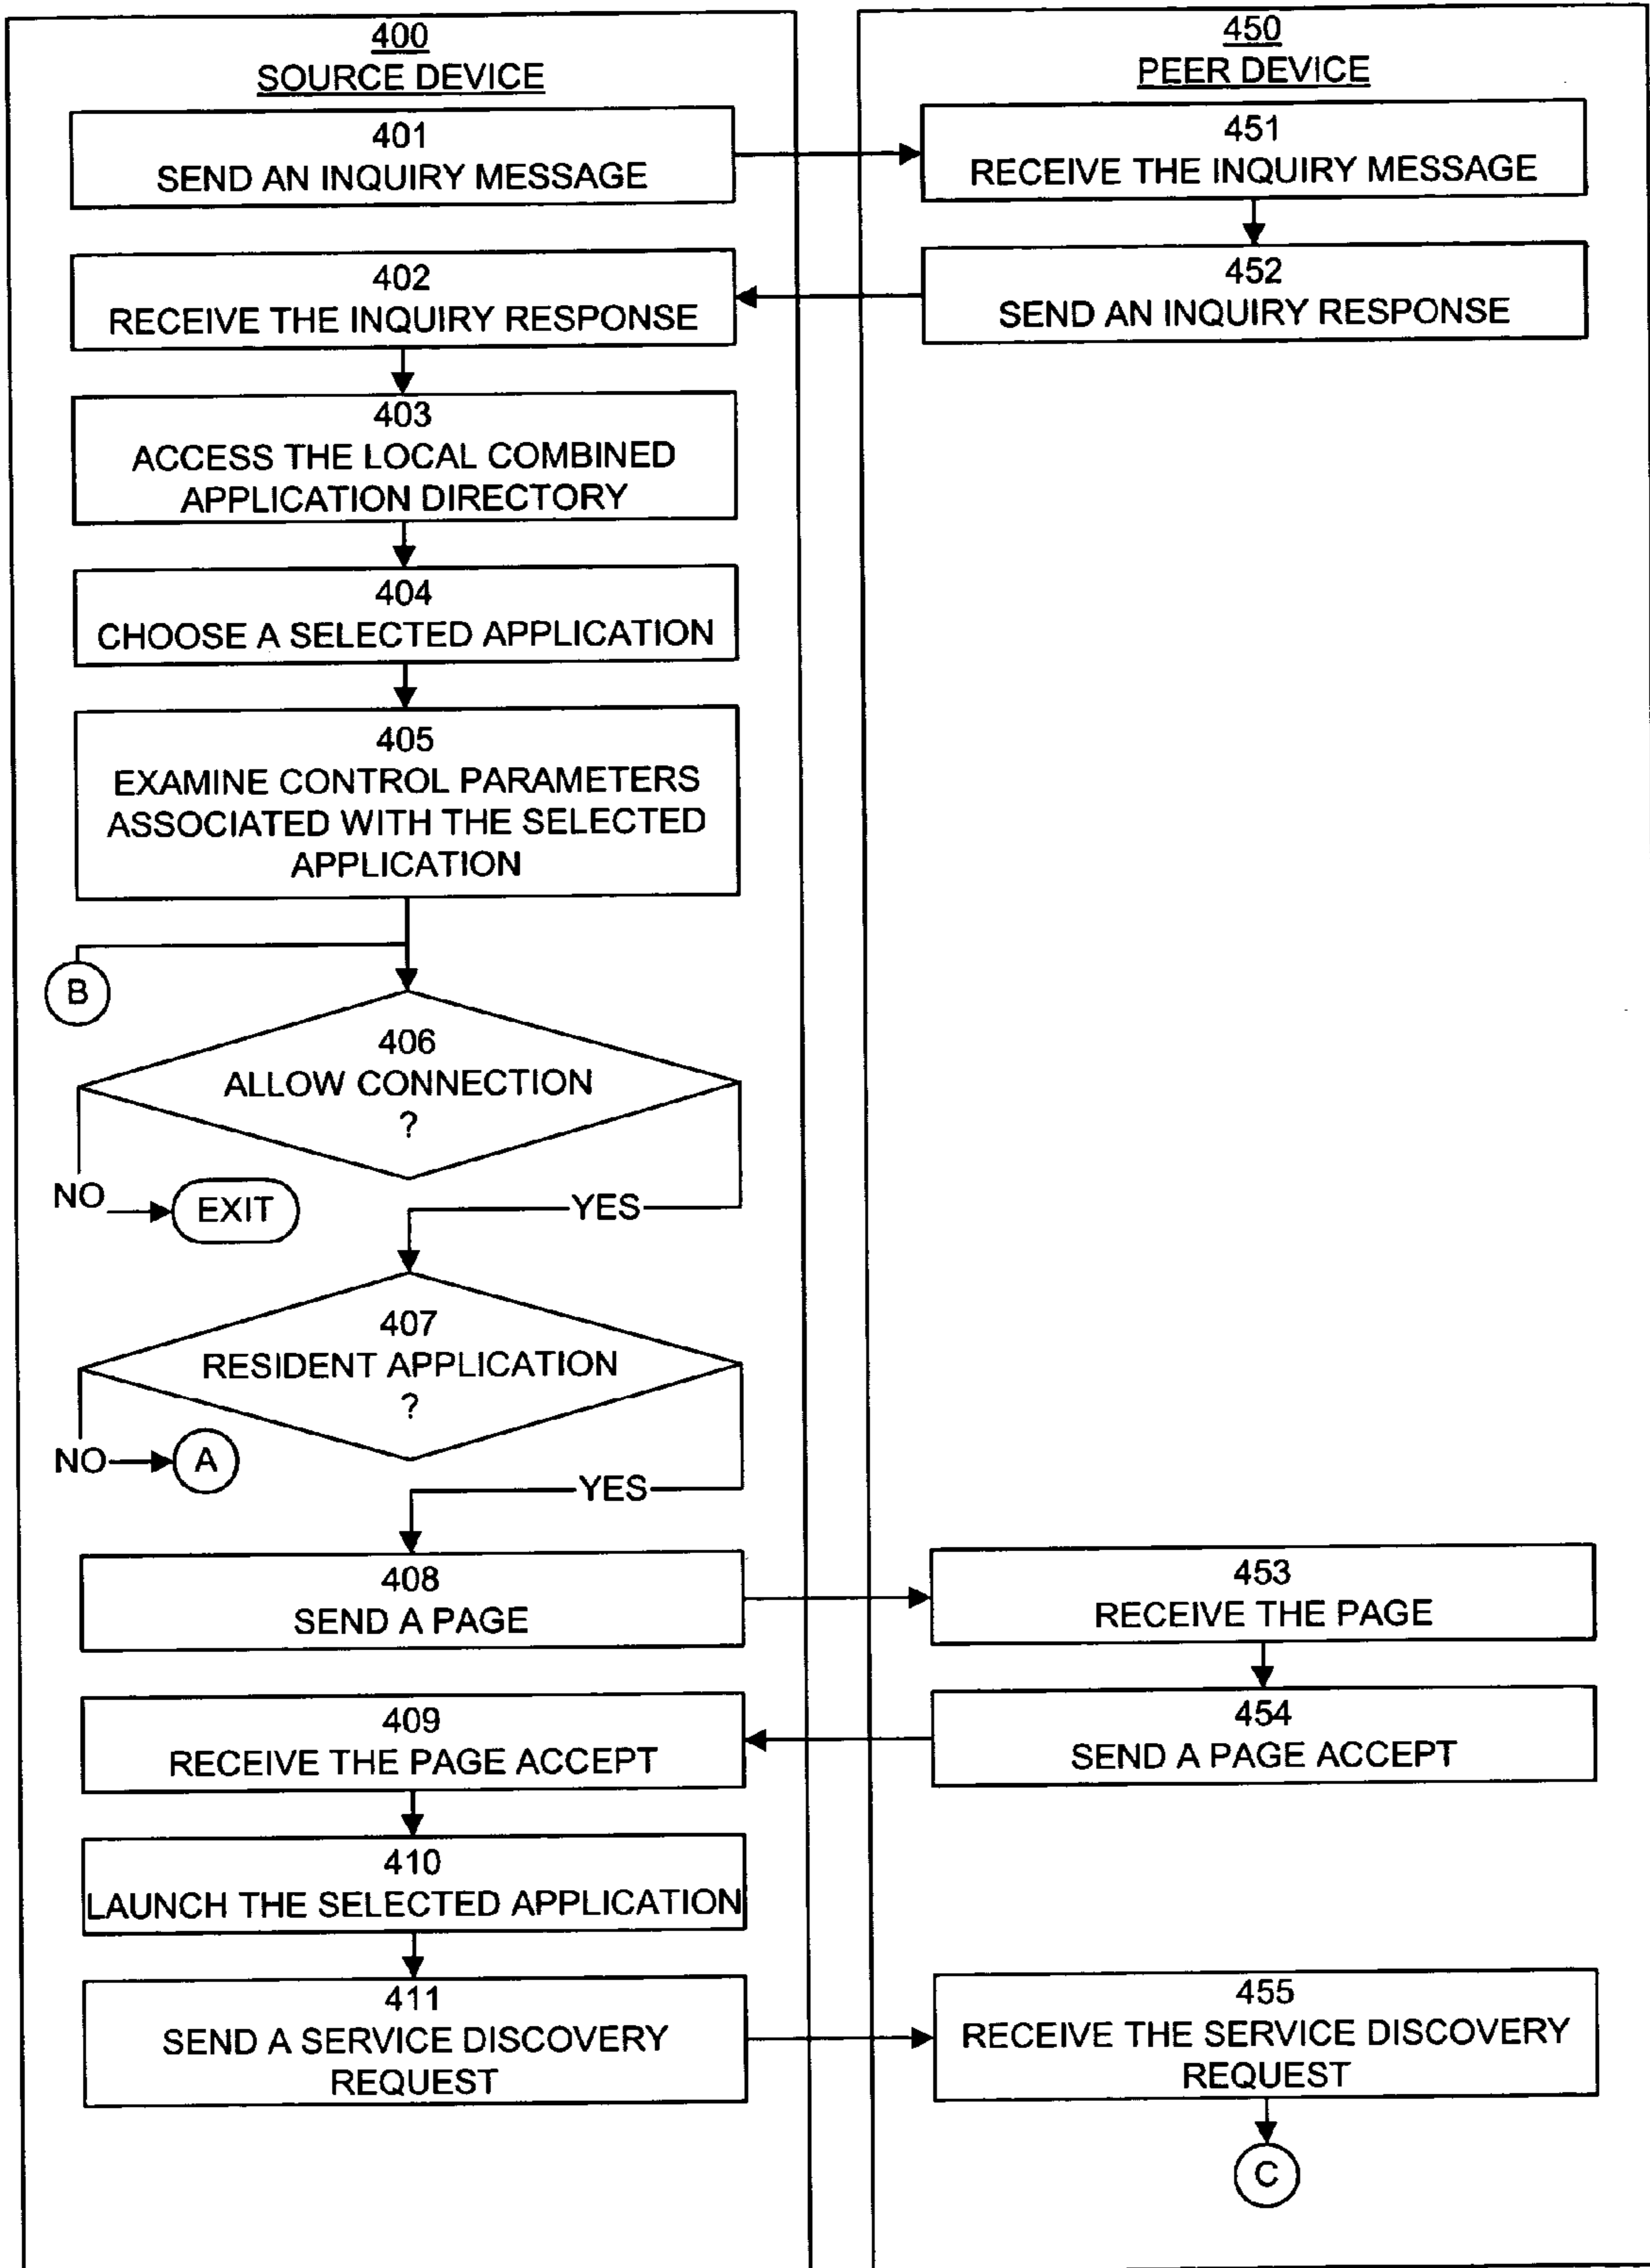 400
SOURCE DEVICE
401
SEND AN INQUIRY MESSAGE
402
RECEIVE THE INQUIRY RESPONSE
403
ACCESS THE LOCAL COMBINED
APPLICATION DIRECTORY
404
CHOOSE A SELECTED APPLICATION
405
EXAMINE CONTROL PARAMETERS
ASSOCIATED WITH THE SELECTED
APPLICATION
B
406
ALLOW CONNECTION
?
NO
EXIT
YES
407
RESIDENT APPLICATION
?
NO
A
YES
408
SEND A PAGE
409
RECEIVE THE PAGE ACCEPT
410
LAUNCH THE SELECTED APPLICATION
411
SEND A SERVICE DISCOVERY
REQUEST
450
PEER DEVICE
451
RECEIVE THE INQUIRY MESSAGE
452
SEND AN INQUIRY RESPONSE
453
RECEIVE THE PAGE
454
SEND A PAGE ACCEPT
455
RECEIVE THE SERVICE DISCOVERY
REQUEST
C